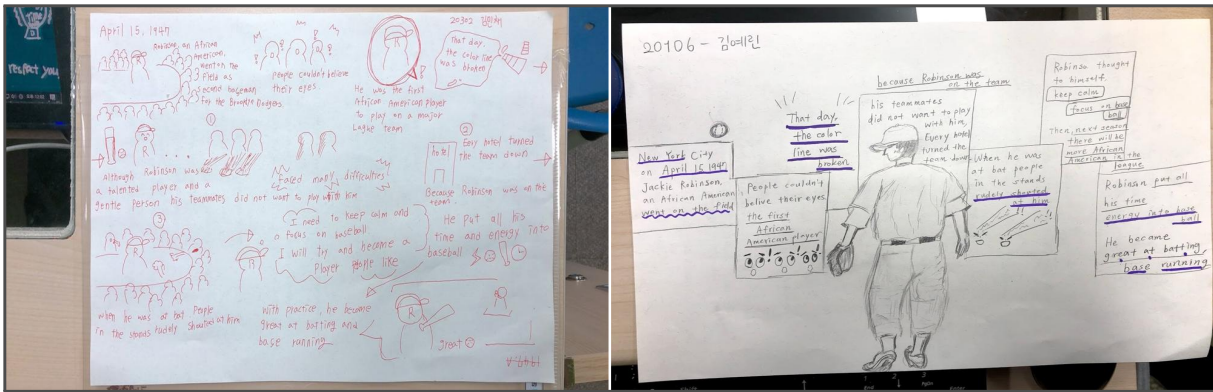 respect you
April 15, 1947
20302
Robinson, an African
American,
went on the
Field as
second baseman
for the Brooklyn Dodgers.
people couldn't believe
their eyes
R
He was the first
African American player
To play on a major
Leghe team
That day
the color line
was broken
①
R
Although Robinson was
a talented player and a
gentle person his teammates did not want to play with him
Faced many difficulties
②
hotel
Every hotel turned
the team down
Because Robinson was on the
team.
③
R
when he was at bat People
in the stands rudely shouted at him
R
I need to keep calm and
focus on baseball
I will try and become a
Player people like
He put all his
time and energy into
baseball
With practice, he became
great at batting and
base running
R
Great
20106 - 김예린
New York City
on April 15 1947
Jackie Robinson,
an African American
went on the field
That day,
the color
line was
broken
People couldn't
belive their eyes
the first
African
American player
because Robinson was
on the team
his teammates
did not want to play
with him,
Every hotel
turned the
team down
When he was
at bat people
in the stands
rudely shouted
at him
Robinson thought
to himself.
keep calm
focus on base
ball
Then, next season
there will be
more African
American in the
league
Robinson put all
his time
energy into base
ball
He became
great at batting,
base running